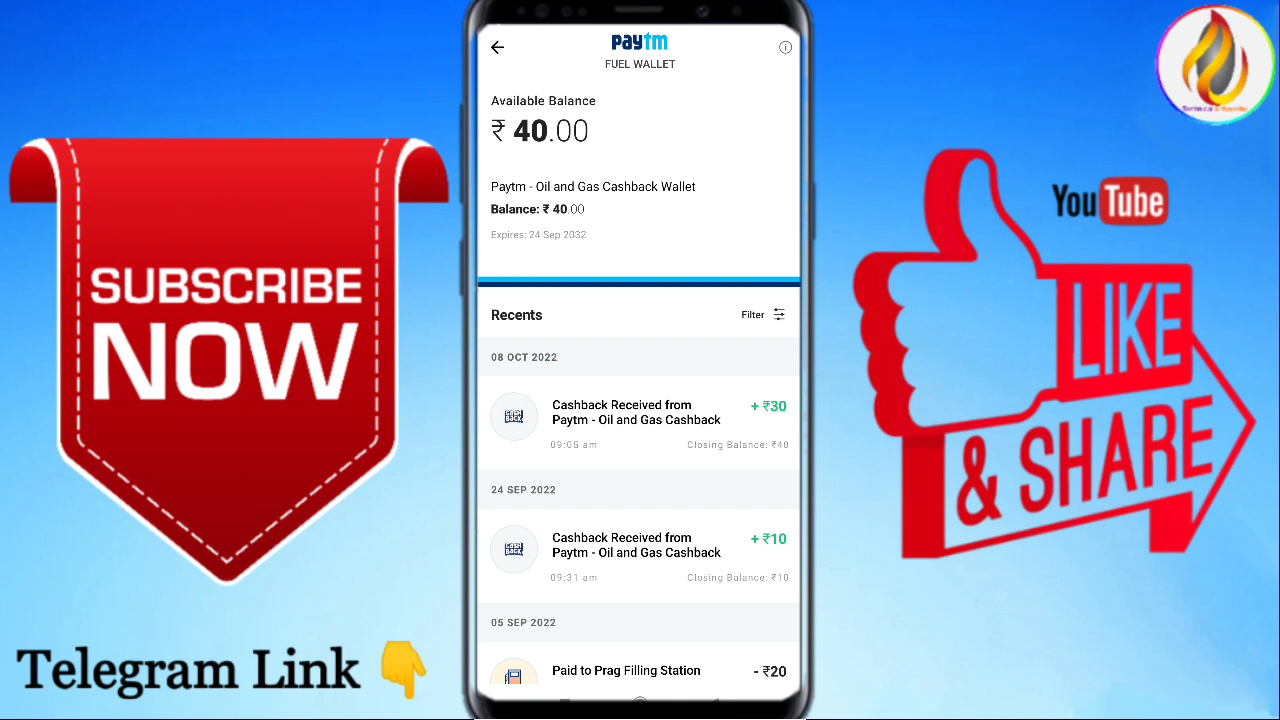 paytm
FUEL WALLET
Available Balance
₹ 40.00
Paytm - Oil and Gas Cashback Wallet
Balance: ₹ 40.00
Expires: 24 Sep 2032
Recents
Filter
08 OCT 2022
Cashback Received from
Paytm - Oil and Gas Cashback
+ ₹30
09:05 am
Closing Balance: ₹40
24 SEP 2022
Cashback Received from
Paytm - Oil and Gas Cashback
+ ₹10
09:31 am
Closing Balance: ₹10
05 SEP 2022
Paid to Prag Filling Station
- ₹20
SUBSCRIBE
NOW
Telegram Link
YouTube
LIKE
& SHARE